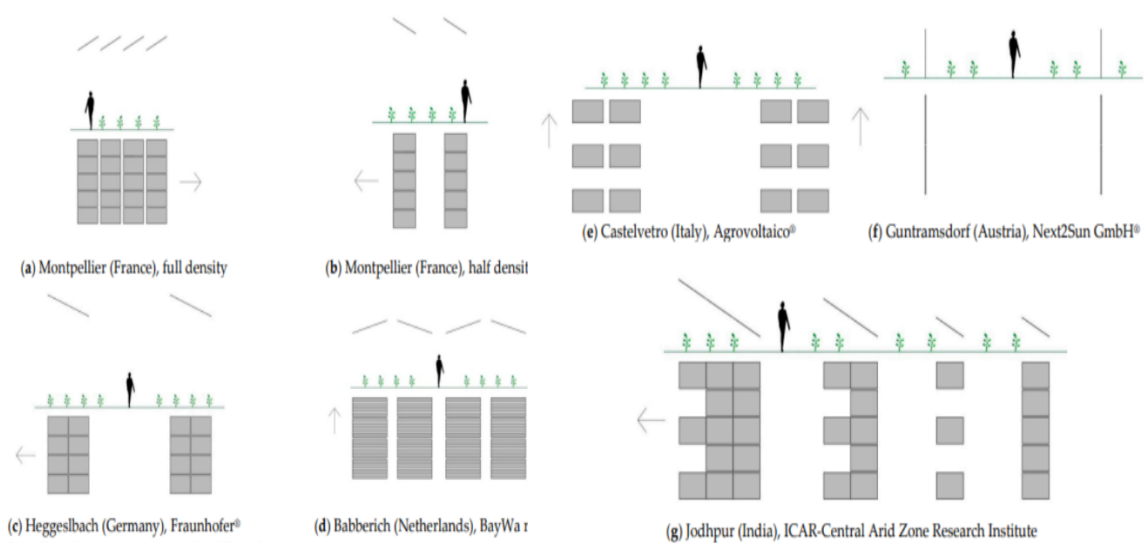 (e) Castelvetro (Italy), Agrovoltaico®
(f) Guntramsdorf (Austria), Next2Sun GmbH®
(a) Montpellier (France), full density
(b) Montpellier (France), half densit
(c) Heggeslbach (Germany), Fraunhofer®
(d) Babberich (Netherlands), BayWa r
(g) Jodhpur (India), ICAR-Central Arid Zone Research Institute